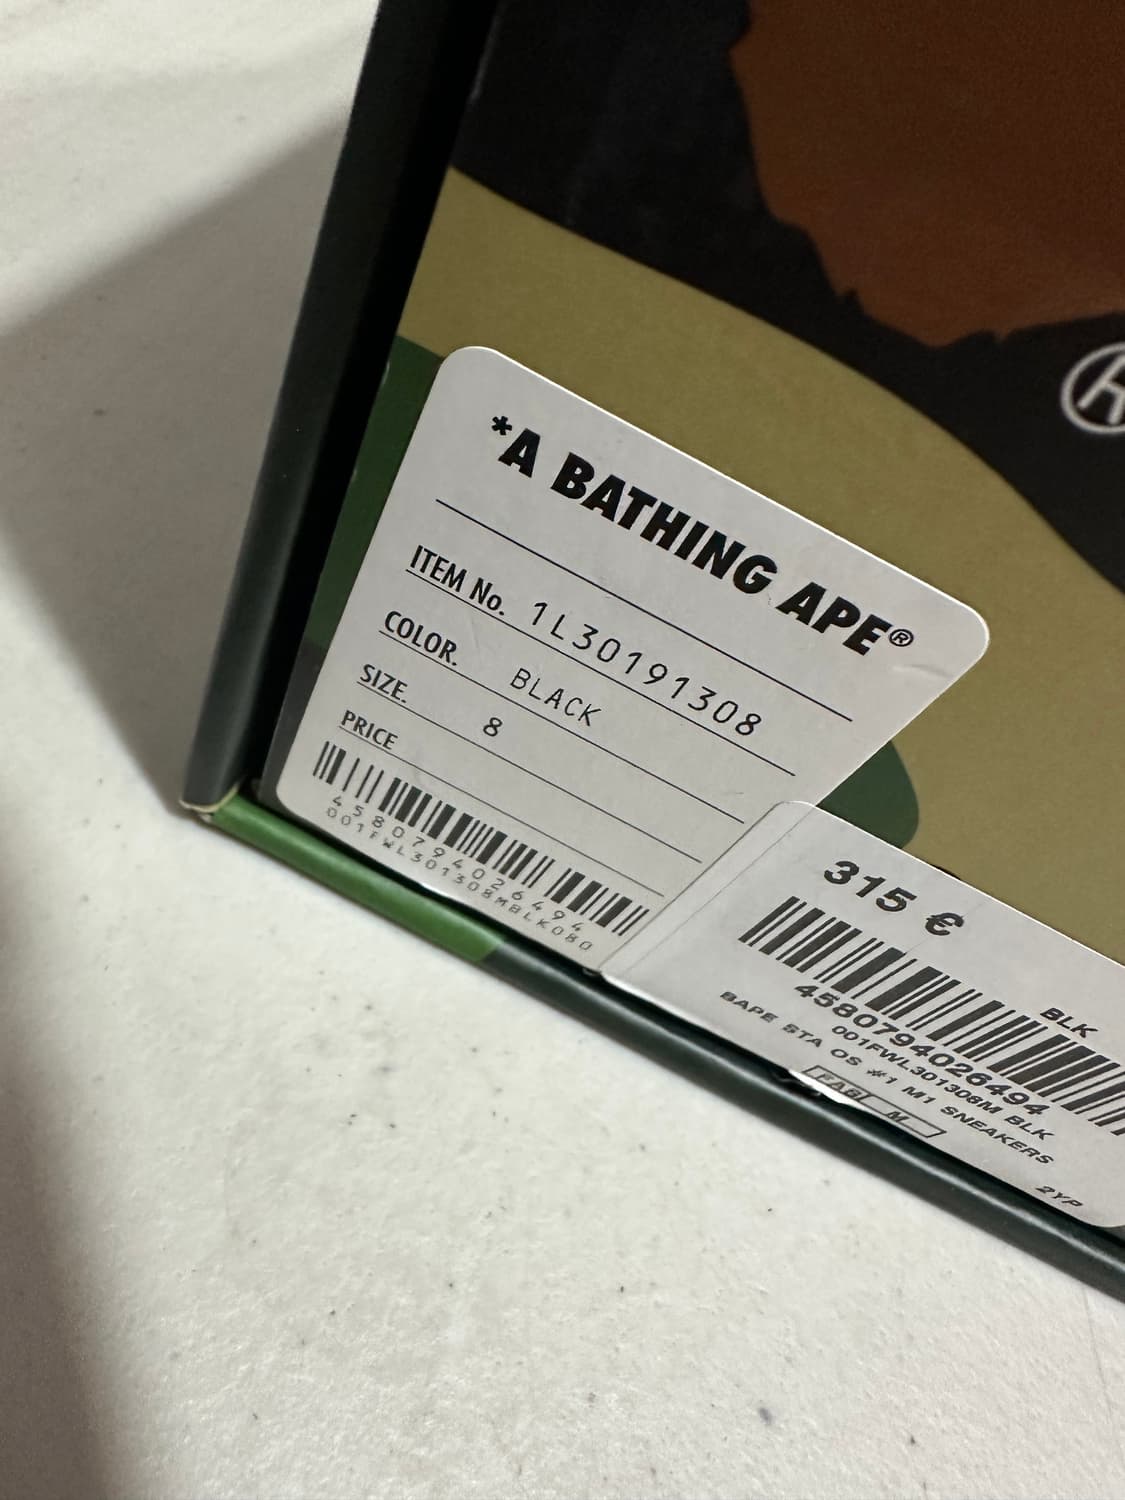 *A BATHING APE®
ITEM No. 1L30191308
COLOR. BLACK
SIZE. 8
PRICE
4580794026494
001FWL301308MBLK080
315 €
BLK
4580794026494
001FWL301308M BLK
BAPE STA OS #1 M1 SNEAKERS
2YP